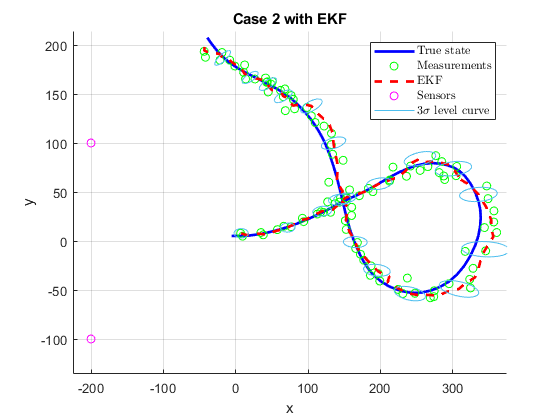 Case 2 with EKF
True state
Measurements
EKF
Sensors
3σ level curve
200
150
100
50
0
-50
-100
y
-200
-100
0
100
200
300
x